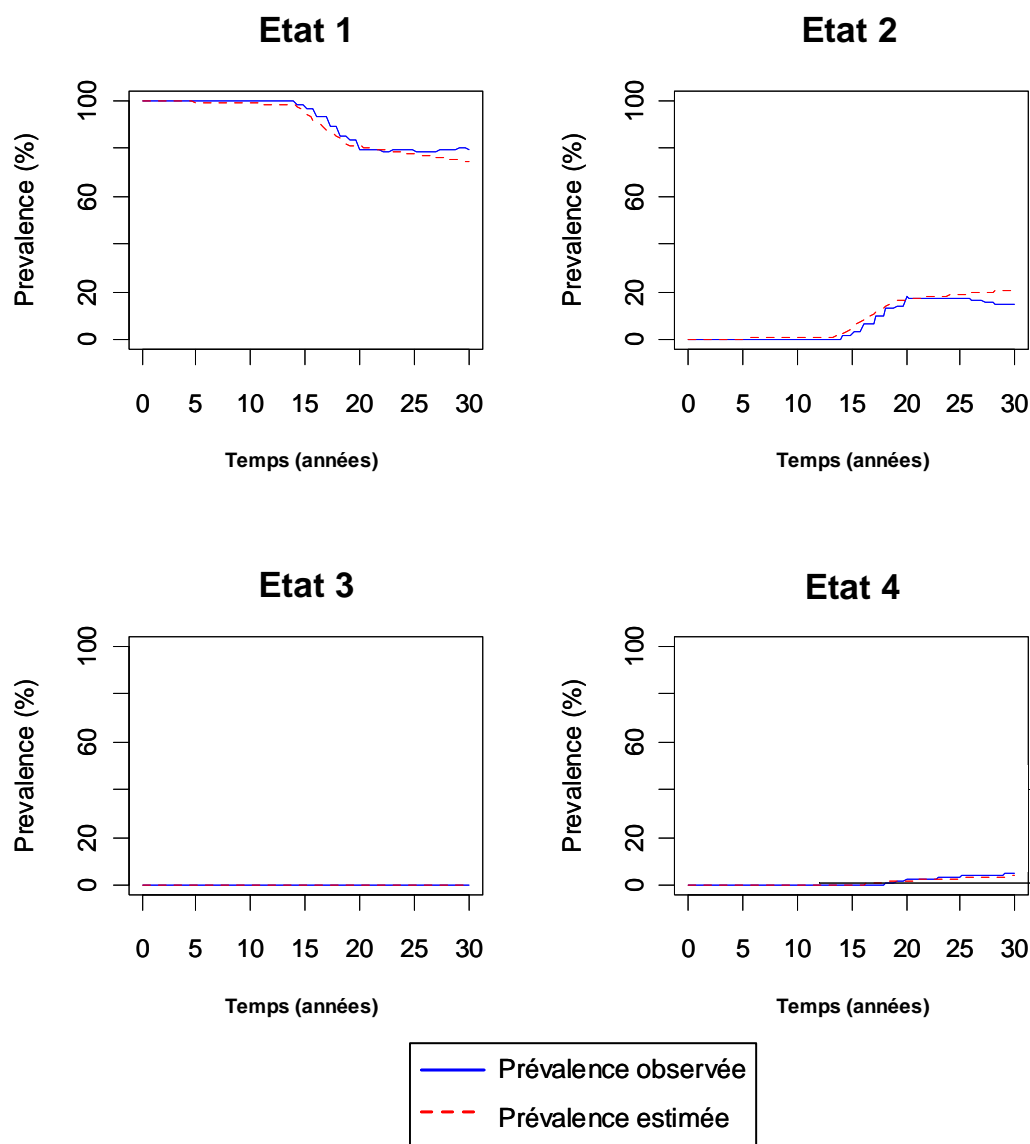 Etat 1
Prevalence (%)
100
60
20
0
0 5 10 15 20 25 30
Temps (années)
Etat 2
Prevalence (%)
100
60
20
0
0 5 10 15 20 25 30
Temps (années)
Etat 3
Prevalence (%)
100
60
20
0
0 5 10 15 20 25 30
Temps (années)
Etat 4
Prevalence (%)
100
60
20
0
0 5 10 15 20 25 30
Temps (années)
Prévalence observée
Prévalence estimée